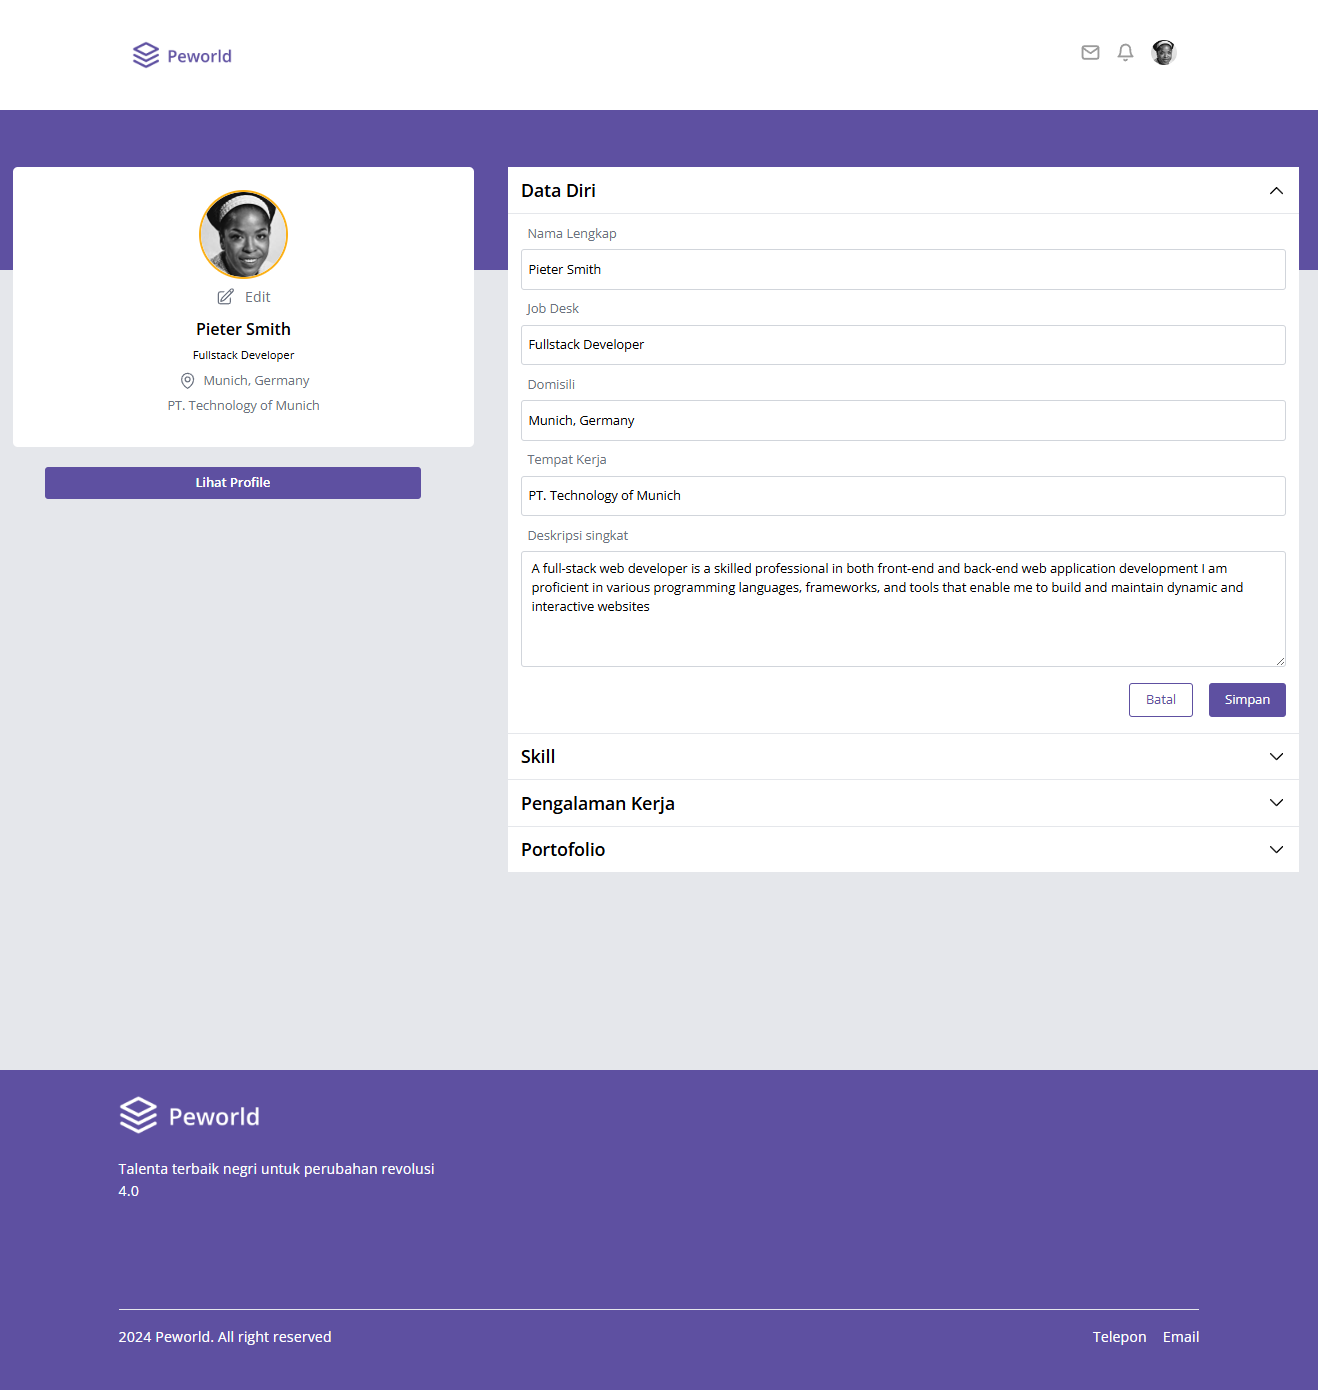 Peworld
Edit
Pieter Smith
Fullstack Developer
Munich, Germany
PT. Technology of Munich
Lihat Profile
Data Diri
Nama Lengkap
Pieter Smith
Job Desk
Fullstack Developer
Domisili
Munich, Germany
Tempat Kerja
PT. Technology of Munich
Deskripsi singkat
A full-stack web developer is a skilled professional in both front-end and back-end web application development I am
proficient in various programming languages, frameworks, and tools that enable me to build and maintain dynamic and
interactive websites
Batal
Simpan
Skill
Pengalaman Kerja
Portofolio
Peworld
Talenta terbaik negri untuk perubahan revolusi
4.0
2024 Peworld. All right reserved
Telepon
Email